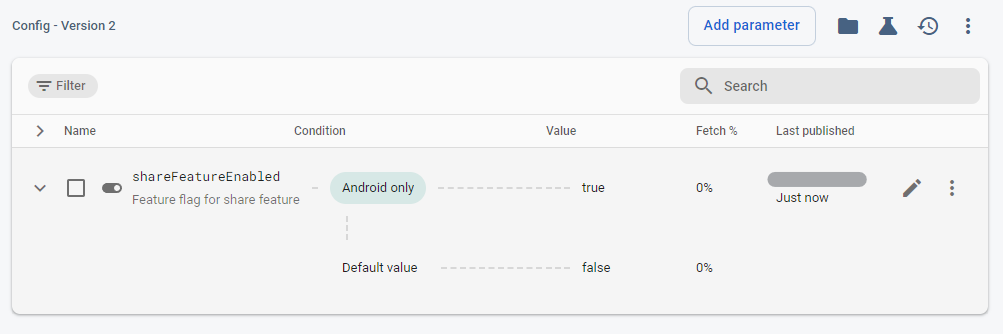 Config - Version 2
Add parameter
Filter
Search
Name Condition Value Fetch % Last published
shareFeatureEnabled Android only true 0%
Feature flag for share feature
Just now
Default value false 0%